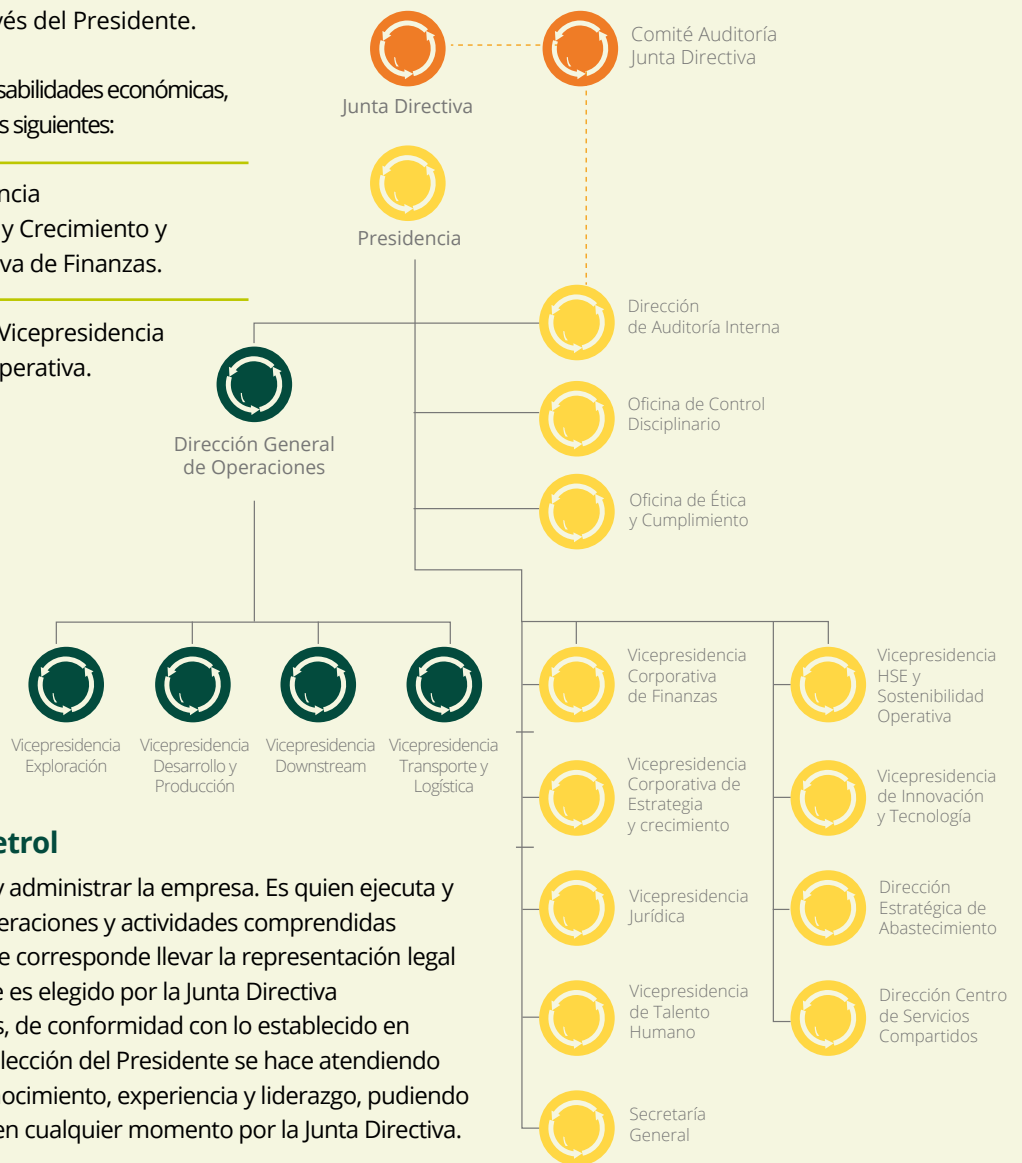 vés del Presidente.
sabilidades económicas,
s siguientes:
ncia
y Crecimiento y
va de Finanzas.
Vicepresidencia
perativa.
Junta Directiva
Comité Auditoría
Junta Directiva
Presidencia
Dirección
de Auditoría Interna
Oficina de Control
Disciplinario
Oficina de Ética
y Cumplimiento
Dirección General
de Operaciones
Vicepresidencia
Exploración
Vicepresidencia
Desarrollo y
Producción
Vicepresidencia
Downstream
Vicepresidencia
Transporte y
Logística
Vicepresidencia
Corporativa
de Finanzas
Vicepresidencia
Corporativa de
Estrategia
y crecimiento
Vicepresidencia
Jurídica
Vicepresidencia
de Talento
Humano
Secretaría
General
Vicepresidencia
HSE y
Sostenibilidad
Operativa
Vicepresidencia
de Innovación
y Tecnología
Dirección
Estratégica de
Abastecimiento
Dirección Centro
de Servicios
Compartidos
etrol
y administrar la empresa. Es quien ejecuta y
eraciones y actividades comprendidas
e corresponde llevar la representación legal
e es elegido por la Junta Directiva
s, de conformidad con lo establecido en
lección del Presidente se hace atendiendo
nocimiento, experiencia y liderazgo, pudiendo
en cualquier momento por la Junta Directiva.